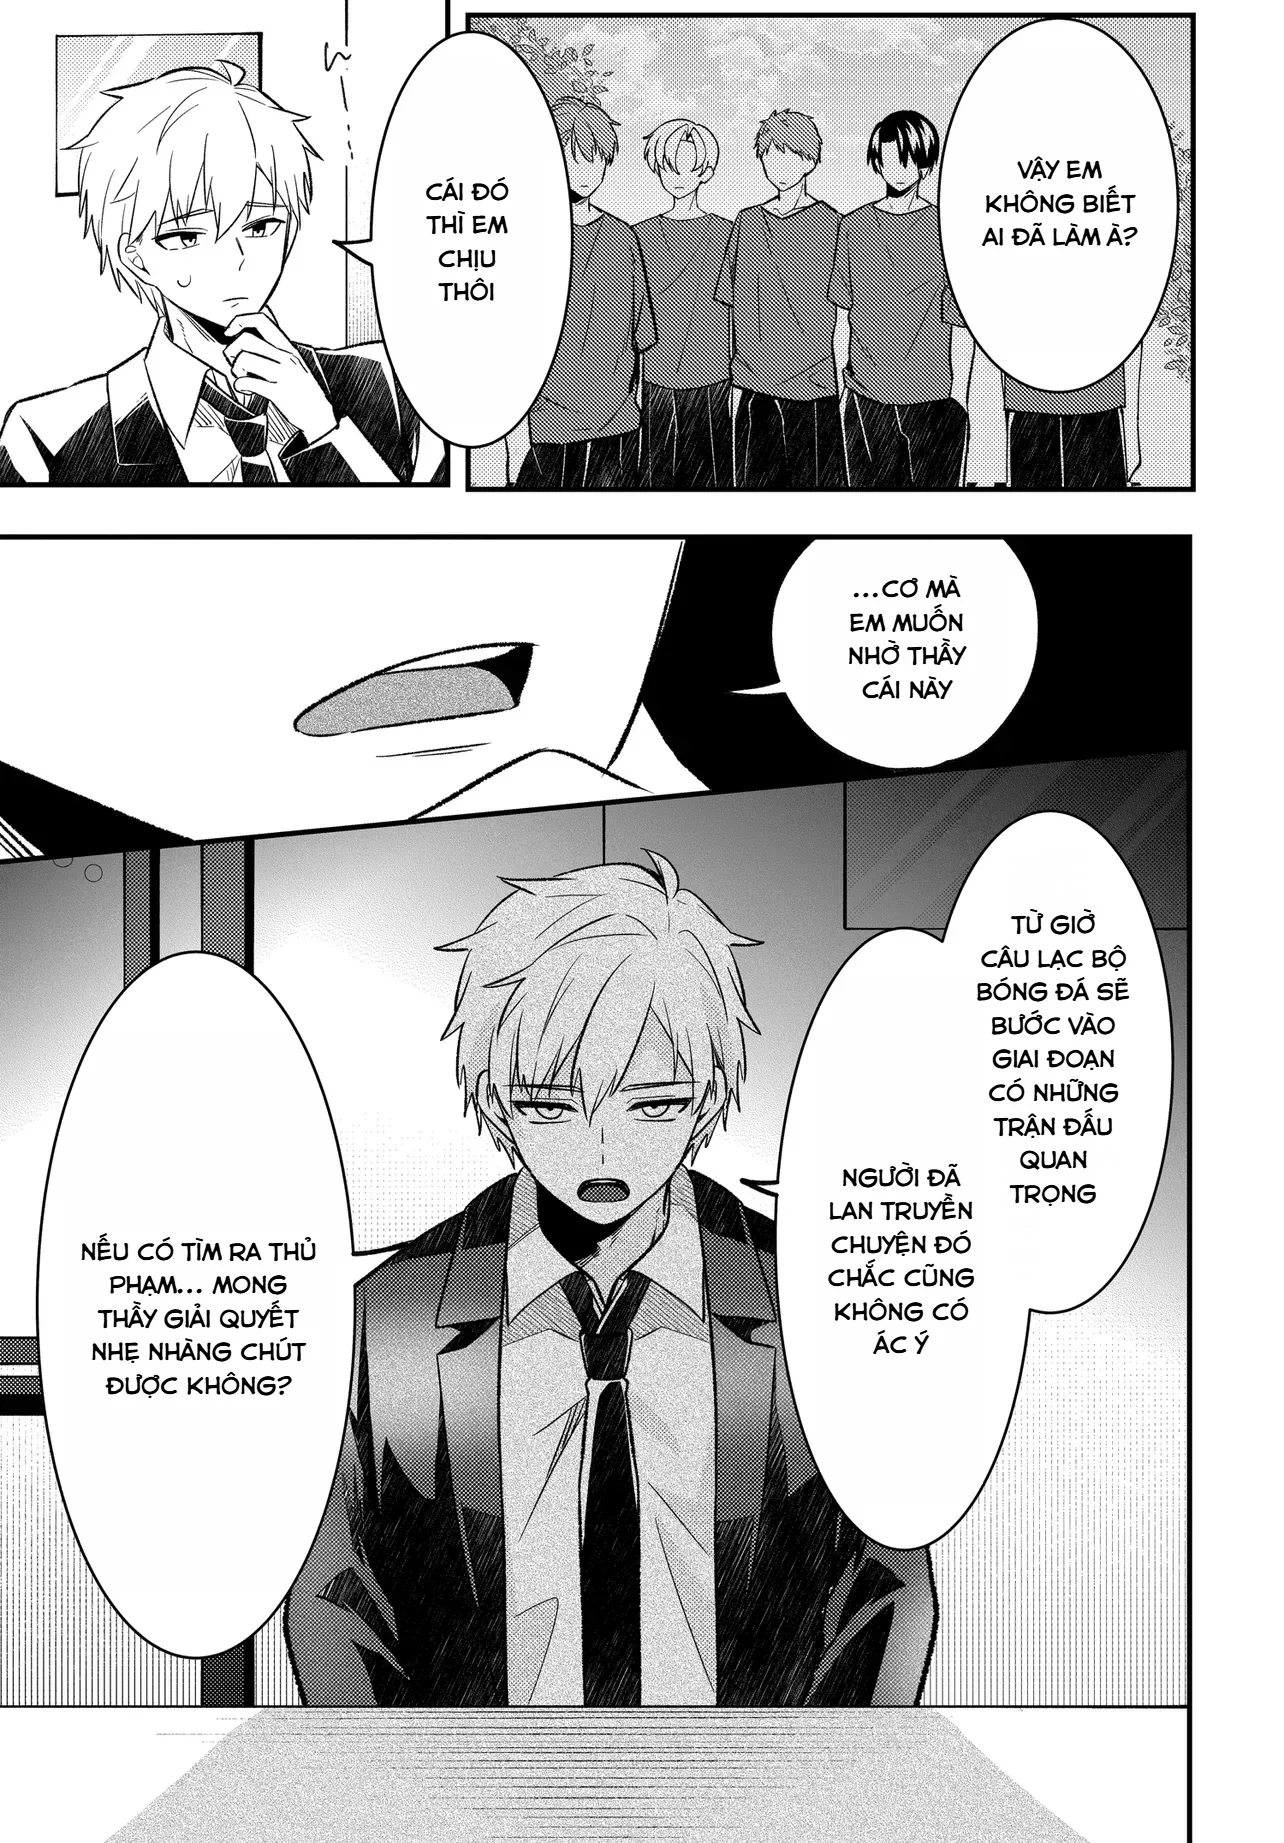 VẬY EM
KHÔNG BIẾT
AI ĐÃ LÀM À?
CÁI ĐÓ
THÌ EM
CHỊU
THÔI
...CƠ MÀ
EM MUỐN
NHỜ THẦY
CÁI NÀY
TỪ GIỜ
CÂU LẠC BỘ
BÓNG ĐÁ SẼ
BƯỚC VÀO
GIAI ĐOẠN
CÓ NHỮNG
TRẬN ĐẤU
QUAN
TRỌNG
NGƯỜI ĐÃ
LAN TRUYỀN
CHUYỆN ĐÓ
CHẮC CŨNG
KHÔNG CÓ
ÁC Ý
NẾU CÓ TÌM RA THỦ
PHẠM... MONG
THẦY GIẢI QUYẾT
NHẸ NHÀNG CHÚT
ĐƯỢC KHÔNG?